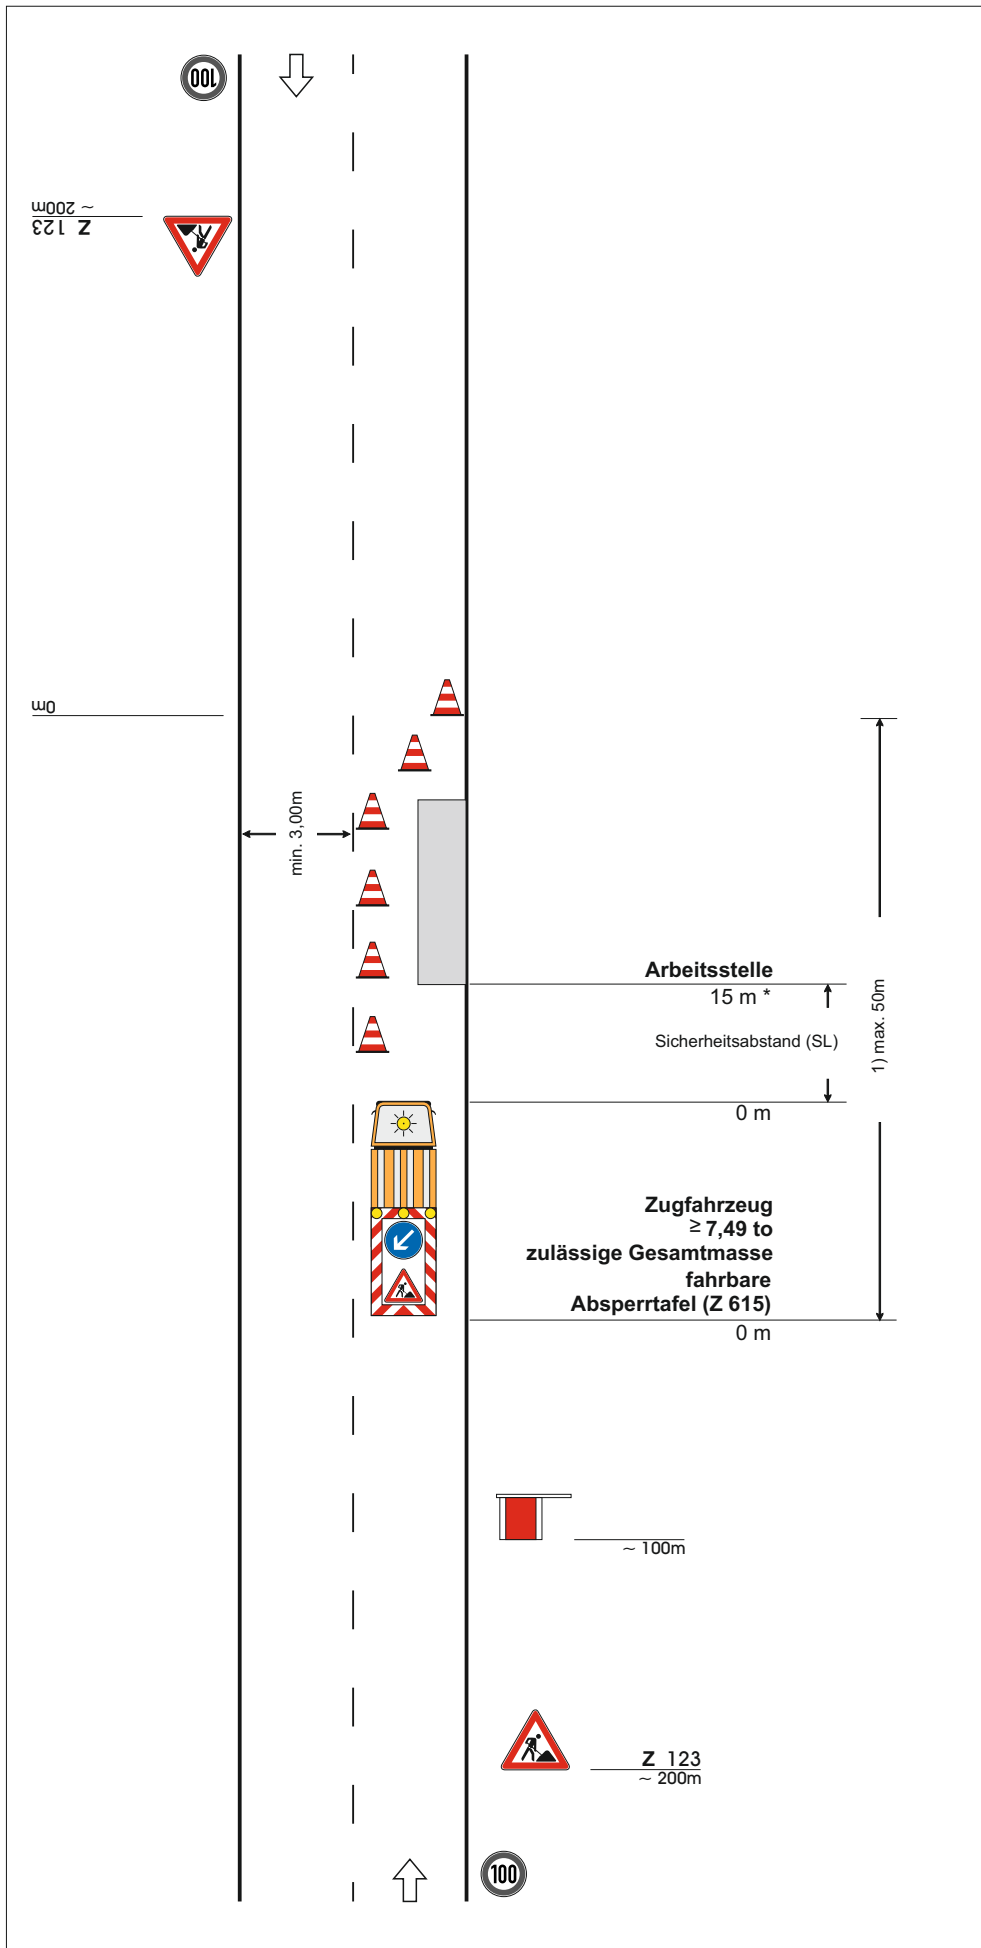 100
Z 123
~ 200m
0m
min. 3,00m
Arbeitsstelle
15 m *
Sicherheitsabstand (SL)
1) max. 50m
0 m
Zugfahrzeug
≥ 7,49 to
zulässige Gesamtmasse
fahrbare
Absperrtafel (Z 615)
0 m
~ 100m
Z 123
~ 200m
100